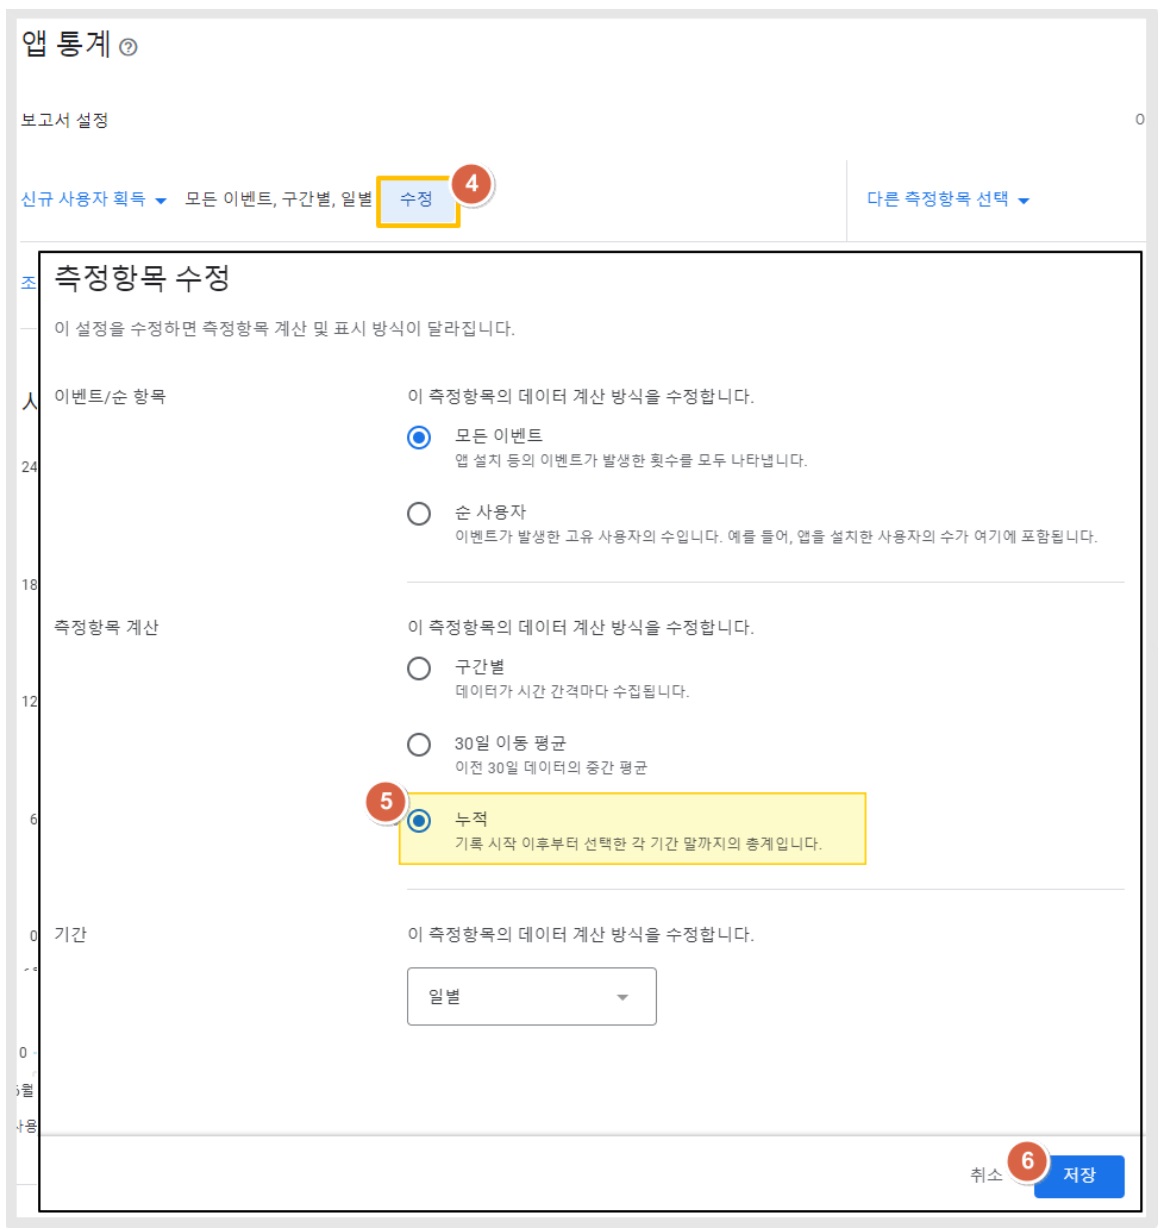 앱 통계
보고서 설정
신규 사용자 획득 모든 이벤트, 구간별, 일별 수정 4 다른 측정항목 선택
측정항목 수정
이 설정을 수정하면 측정항목 계산 및 표시 방식이 달라집니다.
이벤트/순 항목 이 측정항목의 데이터 계산 방식을 수정합니다.
모든 이벤트
앱 설치 등의 이벤트가 발생한 횟수를 모두 나타냅니다.
24
순 사용자
이벤트가 발생한 고유 사용자의 수입니다. 예를 들어, 앱을 설치한 사용자의 수가 여기에 포함됩니다.
18
측정항목 계산 이 측정항목의 데이터 계산 방식을 수정합니다.
구간별
데이터가 시간 간격마다 수집됩니다.
12
30일 이동 평균
이전 30일 데이터의 중간 평균
5
누적
6
기록 시작 이후부터 선택한 각 기간 말까지의 총계입니다.
0
기간 이 측정항목의 데이터 계산 방식을 수정합니다.
일별
0
취소 6 저장